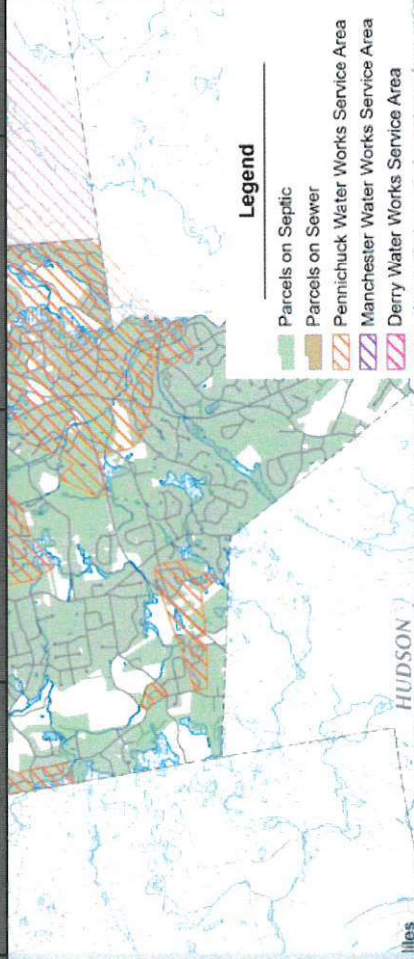 Legend
Parcels on Septic
Parcels on Sewer
Pennichuck Water Works Service Area
Manchester Water Works Service Area
Derry Water Works Service Area
HUDSON